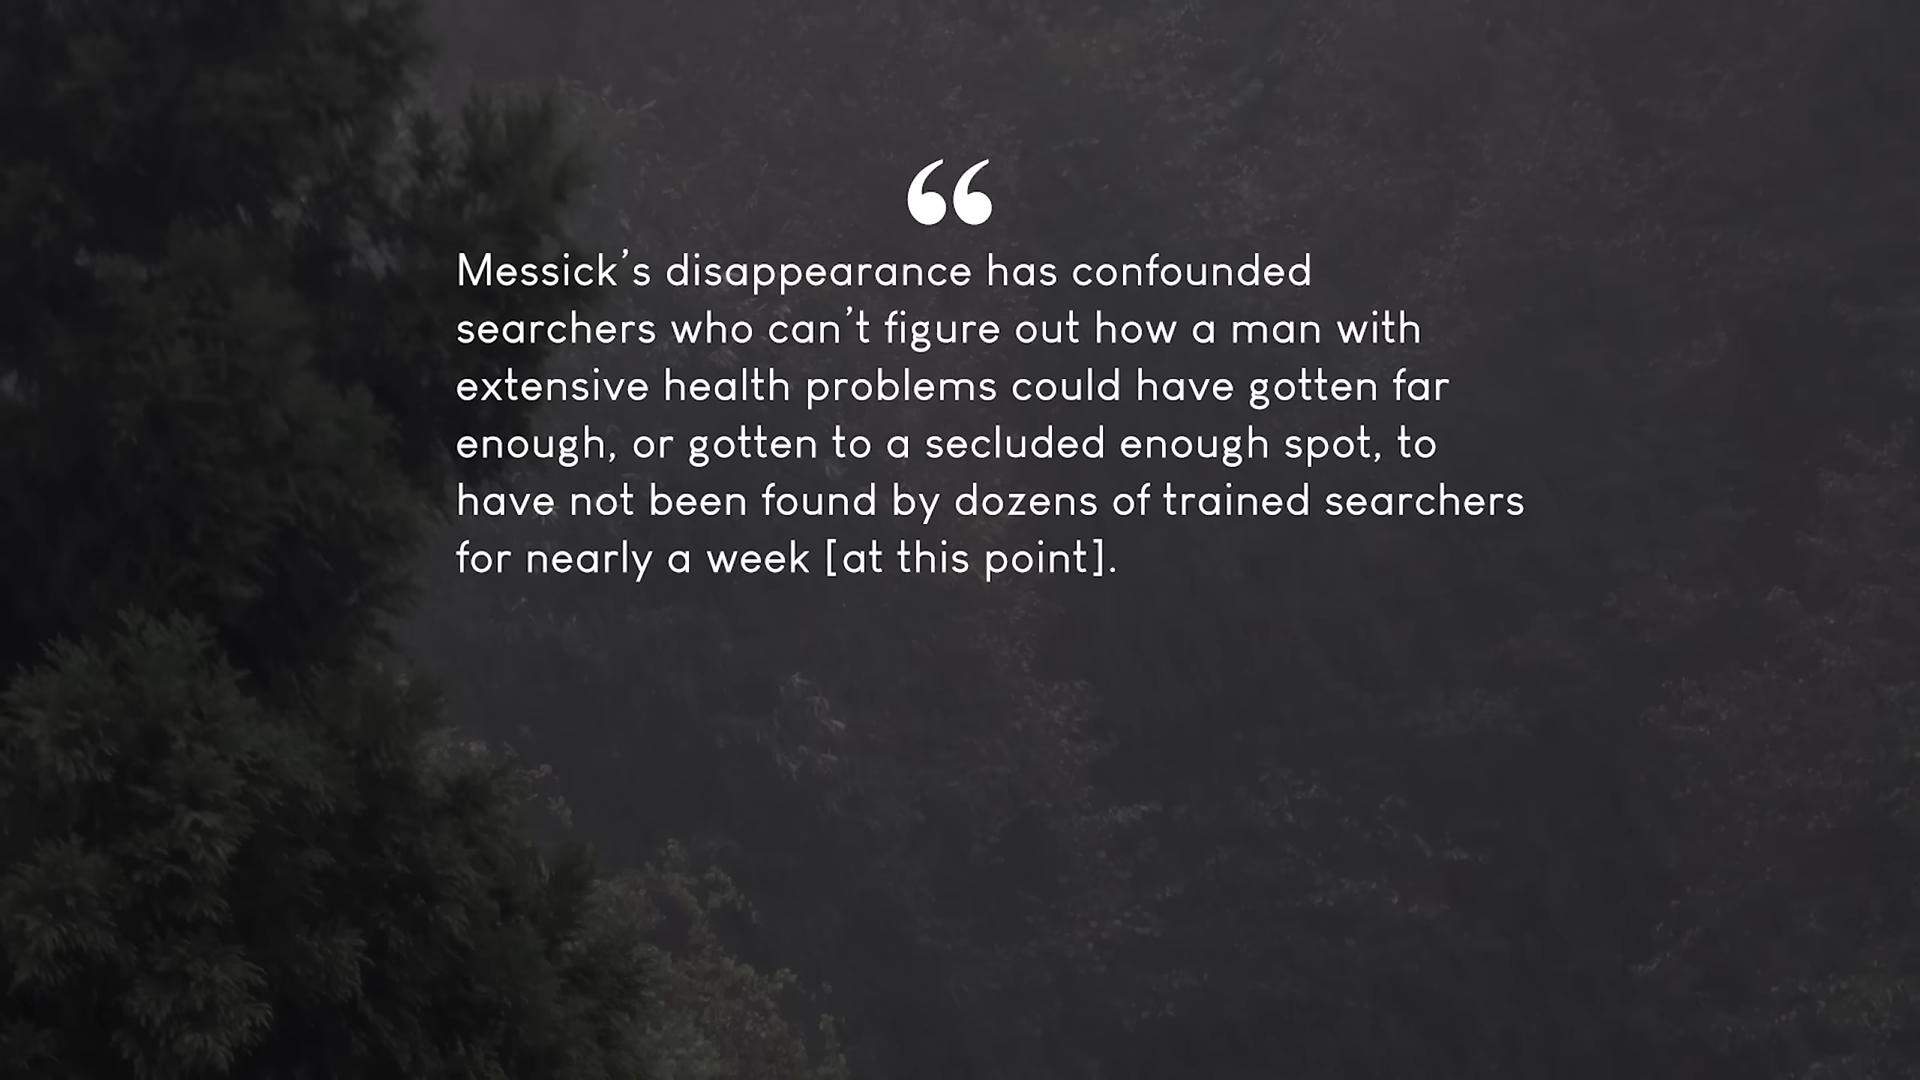 “
Messick’s disappearance has confounded
searchers who can’t figure out how a man with
extensive health problems could have gotten far
enough, or gotten to a secluded enough spot, to
have not been found by dozens of trained searchers
for nearly a week [at this point].